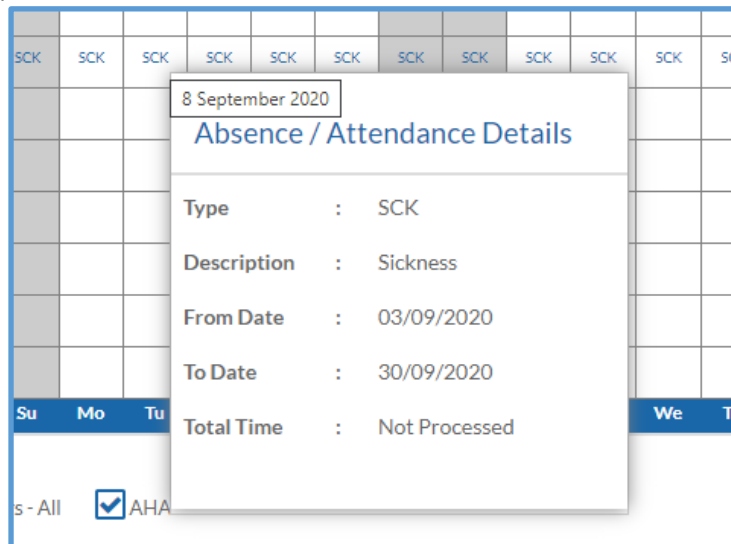 SCK SCK SCK SCK SCK SCK SCK SCK SCK SCK SCK
8 September 2020
Absence / Attendance Details
Type : SCK
Description : Sickness
From Date : 03/09/2020
To Date : 30/09/2020
Total Time : Not Processed
Su Mo Tu We T
s - All AHA